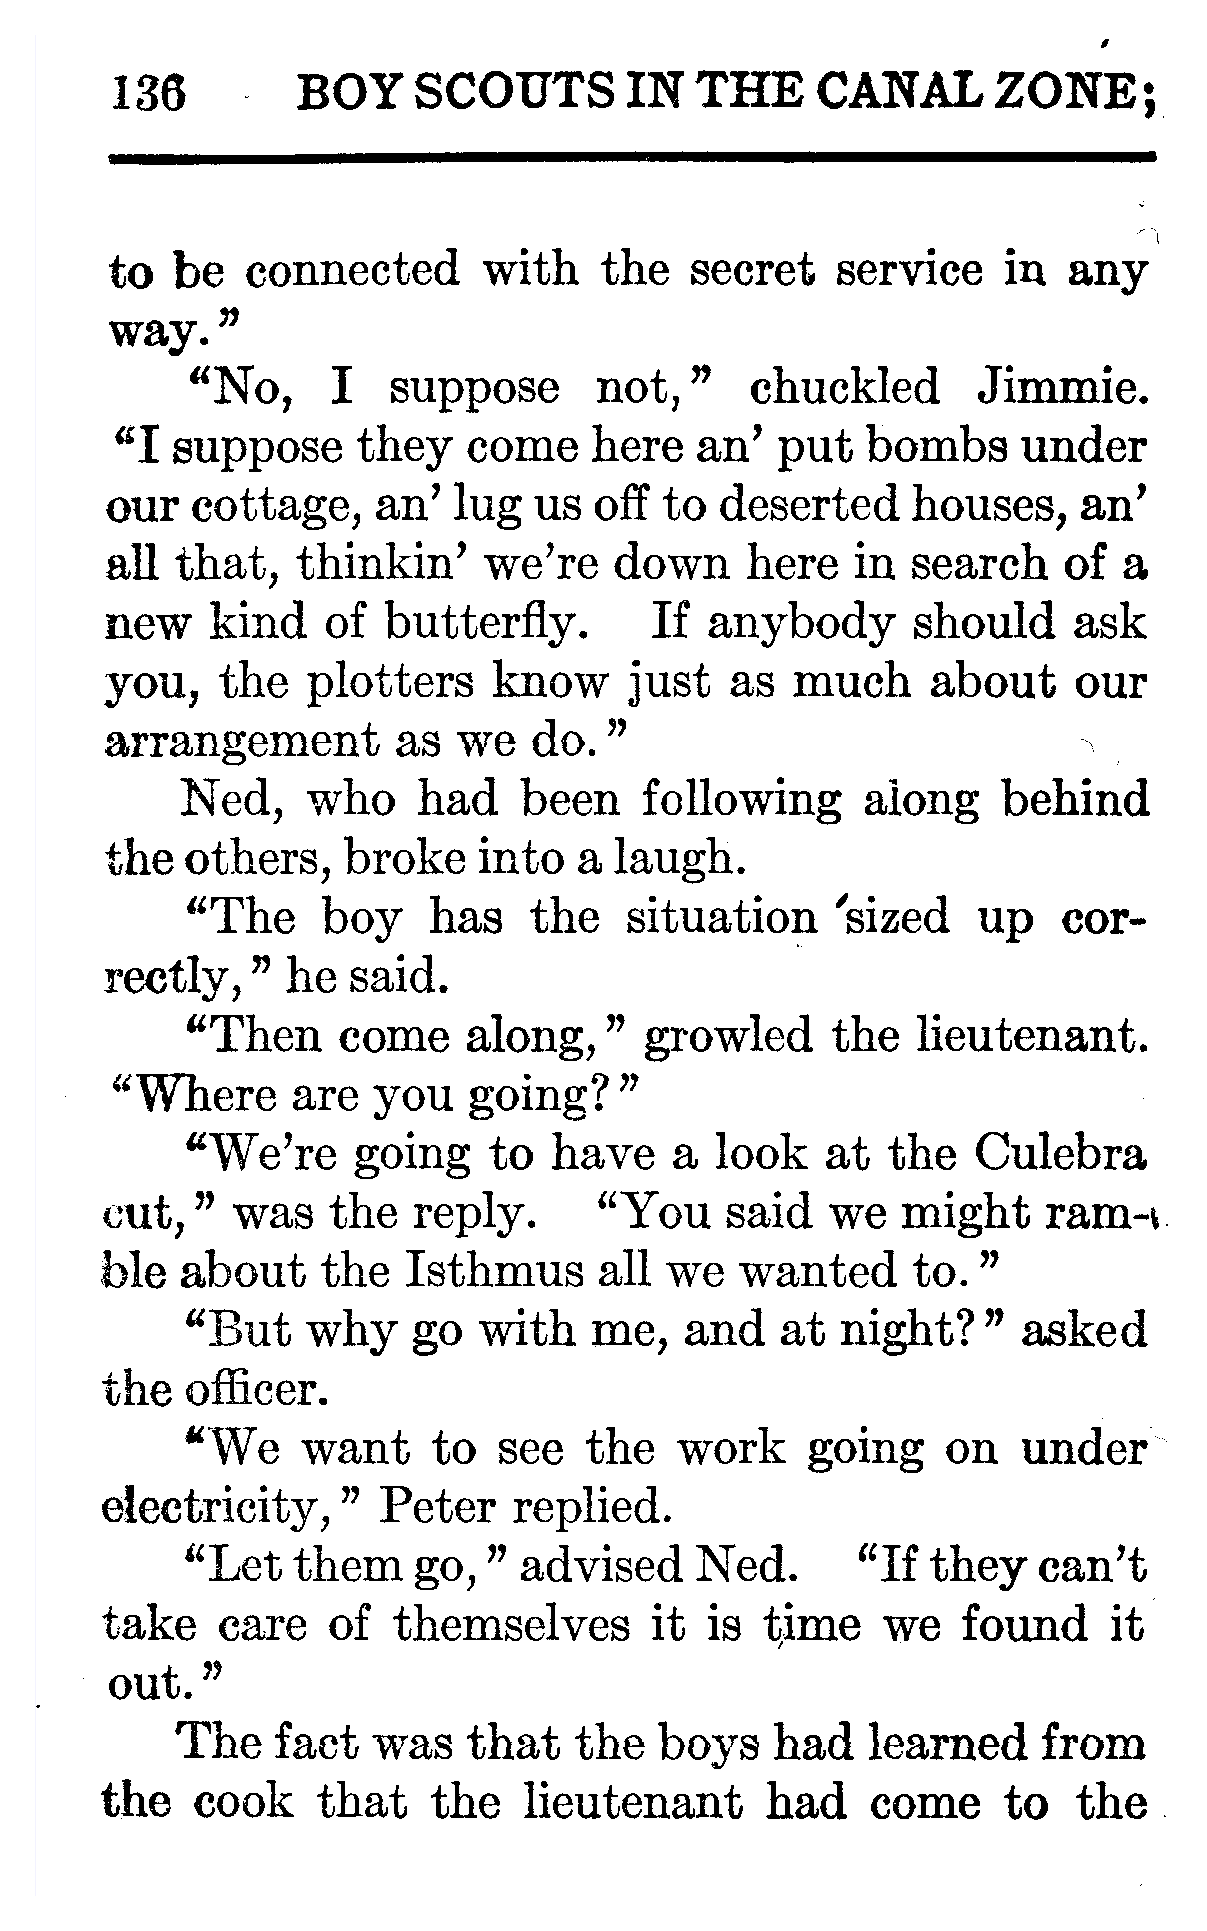 136 BOY SCOUTS IN THE CANAL ZONE;
to be connected with the secret service in any
way."
"No, I suppose not," chuckled Jimmie.
"I suppose they come here an' put bombs under
our cottage, an' lug us off to deserted houses, an'
all that, thinkin' we're down here in search of a
new kind of butterfly. If anybody should ask
you, the plotters know just as much about our
arrangement as we do."
Ned, who had been following along behind
the others, broke into a laugh.
"The boy has the situation 'sized up cor-
rectly," he said.
"Then come along," growled the lieutenant.
"Where are you going?"
"We're going to have a look at the Culebra
cut," was the reply. "You said we might ram-
ble about the Isthmus all we wanted to."
"But why go with me, and at night?" asked
the officer.
"We want to see the work going on under
electricity," Peter replied.
"Let them go," advised Ned. "If they can't
take care of themselves it is time we found it
out."
The fact was that the boys had learned from
the cook that the lieutenant had come to the